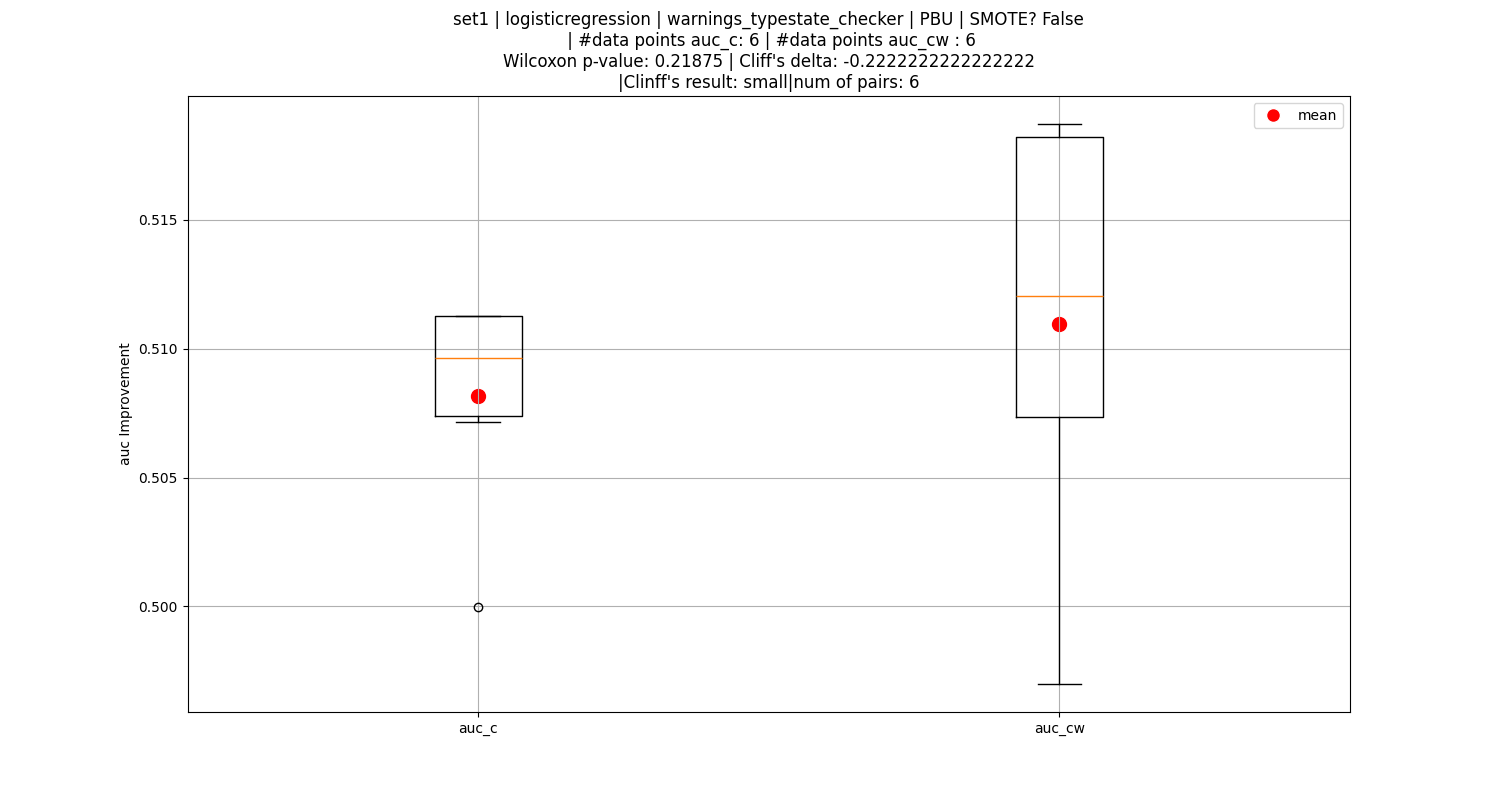 set1 | logisticregression | warnings_typestate_checker | PBU | SMOTE? False
| #data points auc_c: 6 | #data points auc_cw : 6
Wilcoxon p-value: 0.21875 | Cliff's delta: -0.2222222222222222
|Clinff's result: small|num of pairs: 6
mean
0.515
0.510
0.505
0.500
auc Improvement
auc_c
auc_cw